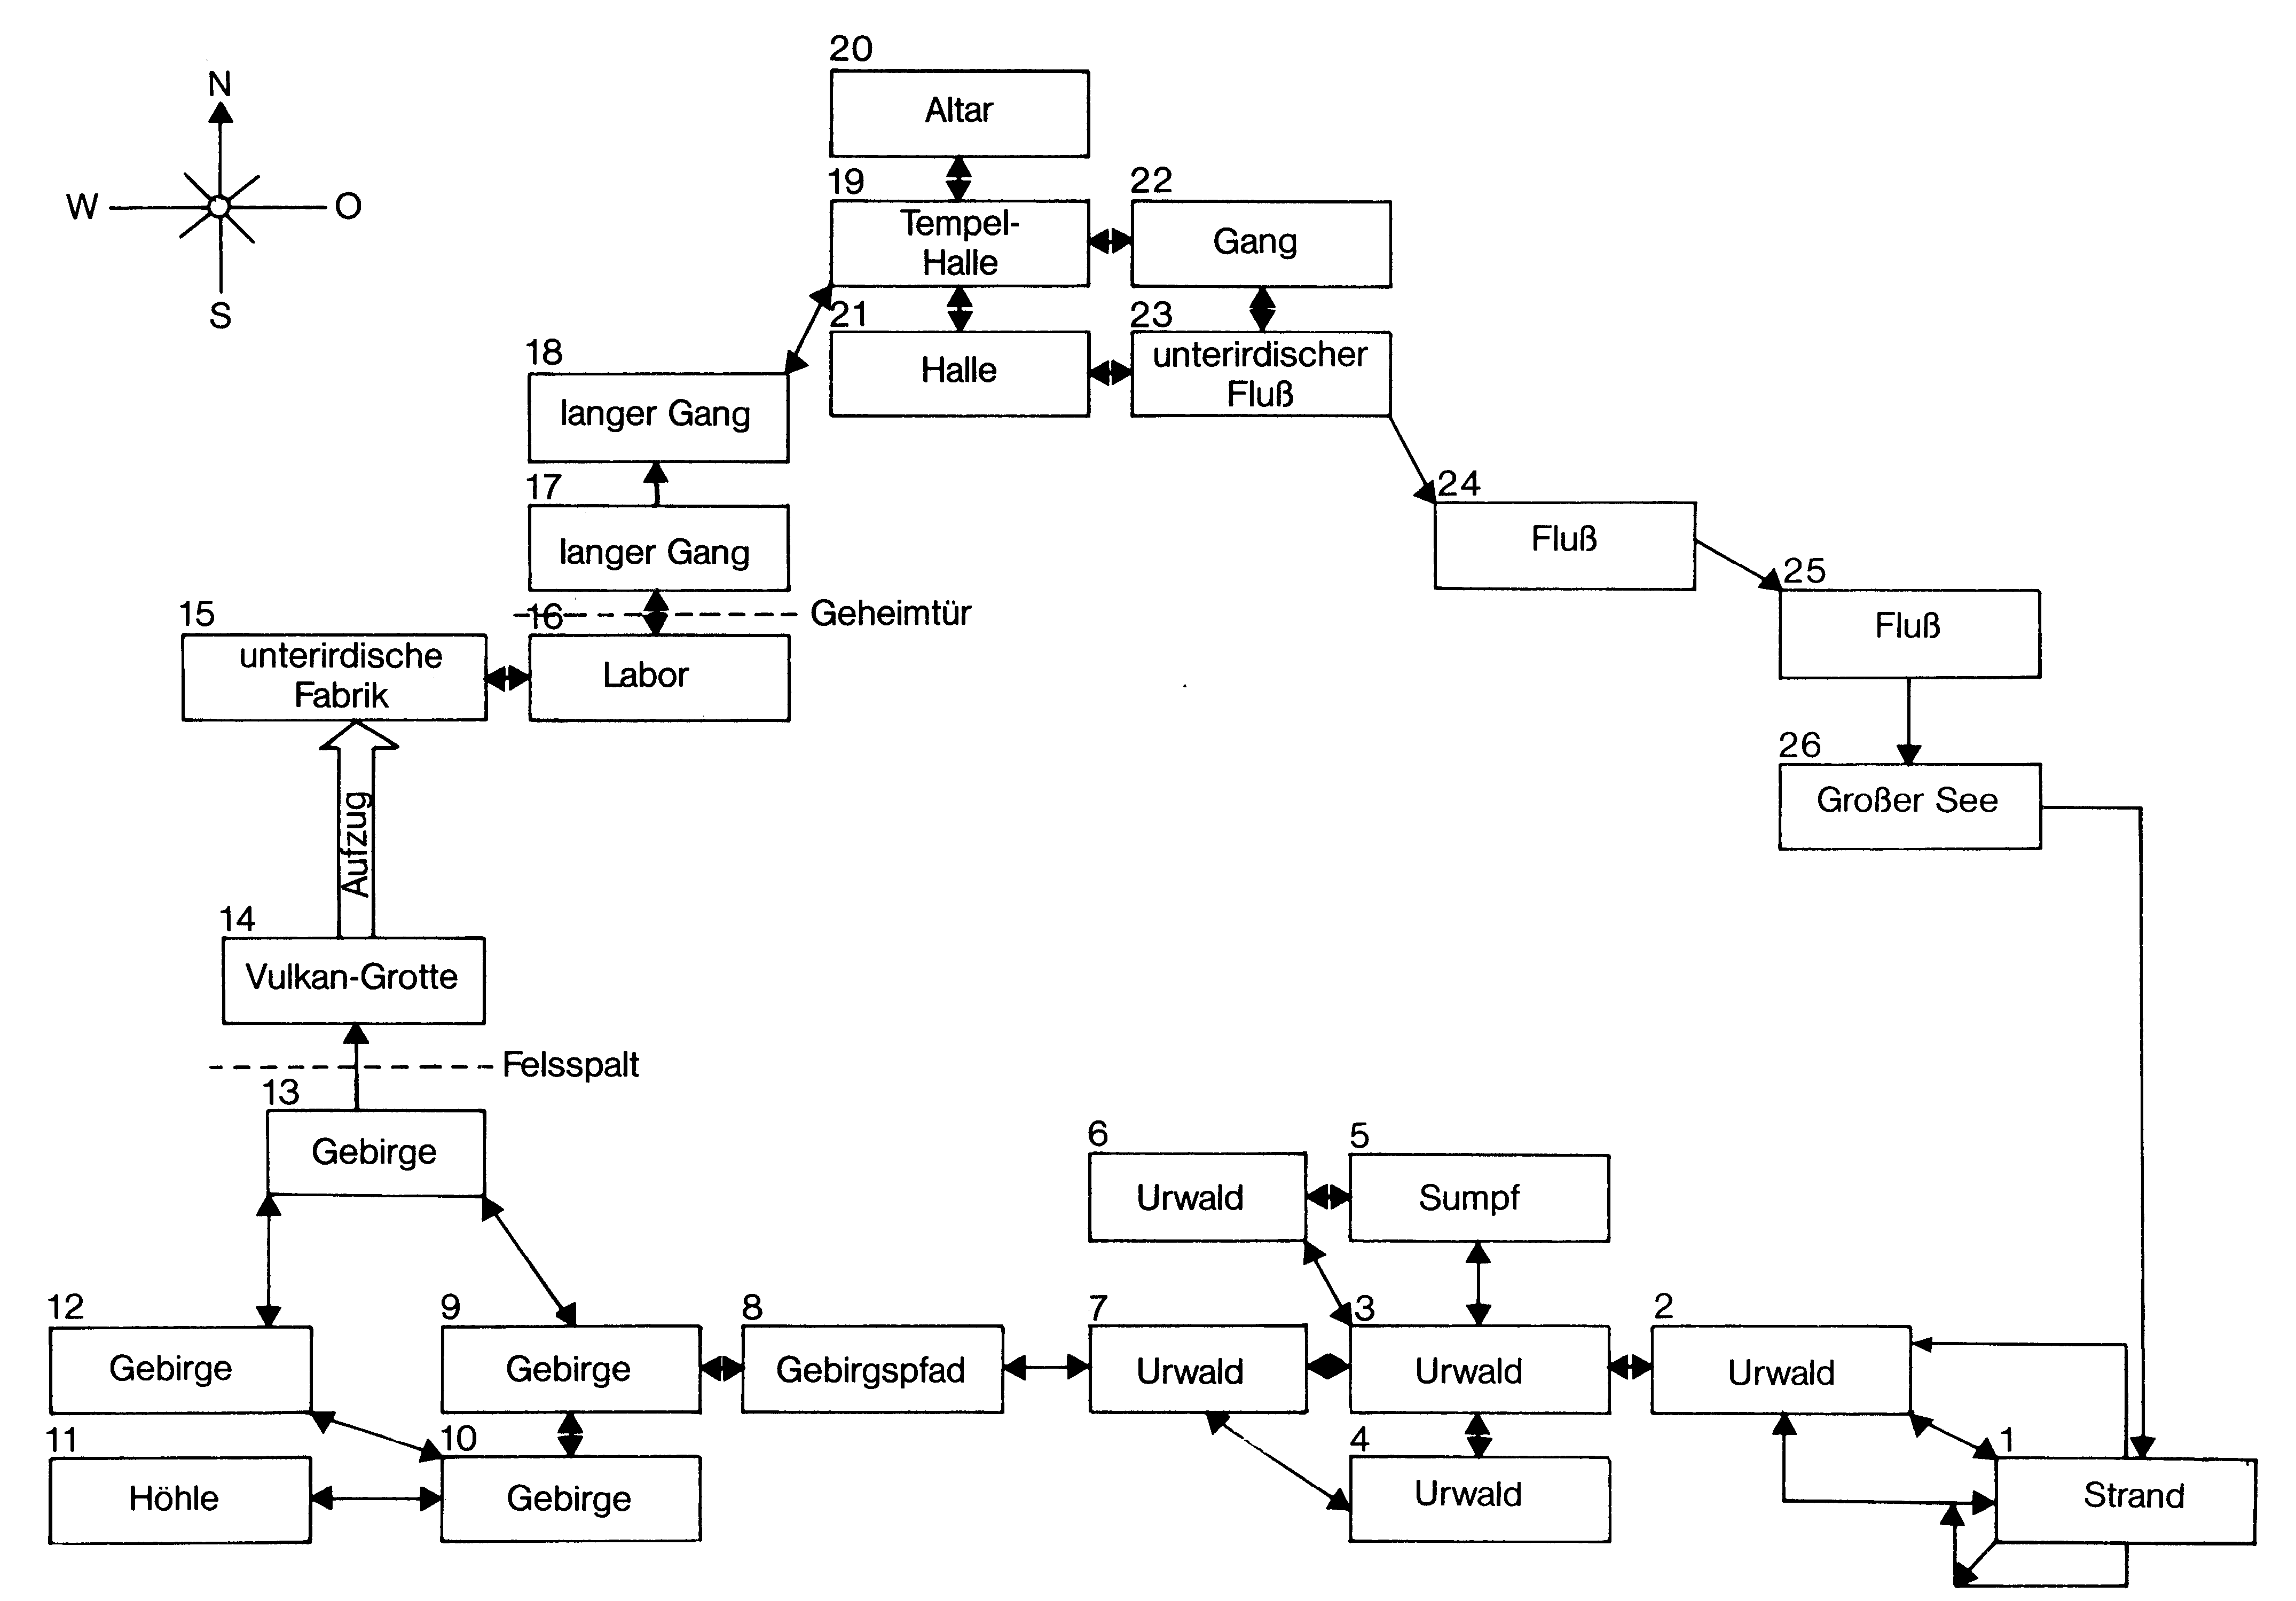 20
Altar
N
W
O
S
19
Tempel-
Halle
22
Gang
21
Halle
23
unterirdischer
Fluß
18
langer Gang
17
langer Gang
24
Fluß
25
Fluß
15
unterirdische
Fabrik
16
Labor
Geheimtür
26
Großer See
Aufzug
14
Vulkan-Grotte
Felsspalt
13
Gebirge
6
Urwald
5
Sumpf
12
Gebirge
9
Gebirge
8
Gebirgspfad
7
Urwald
3
Urwald
2
Urwald
11
Höhle
10
Gebirge
4
Urwald
1
Strand